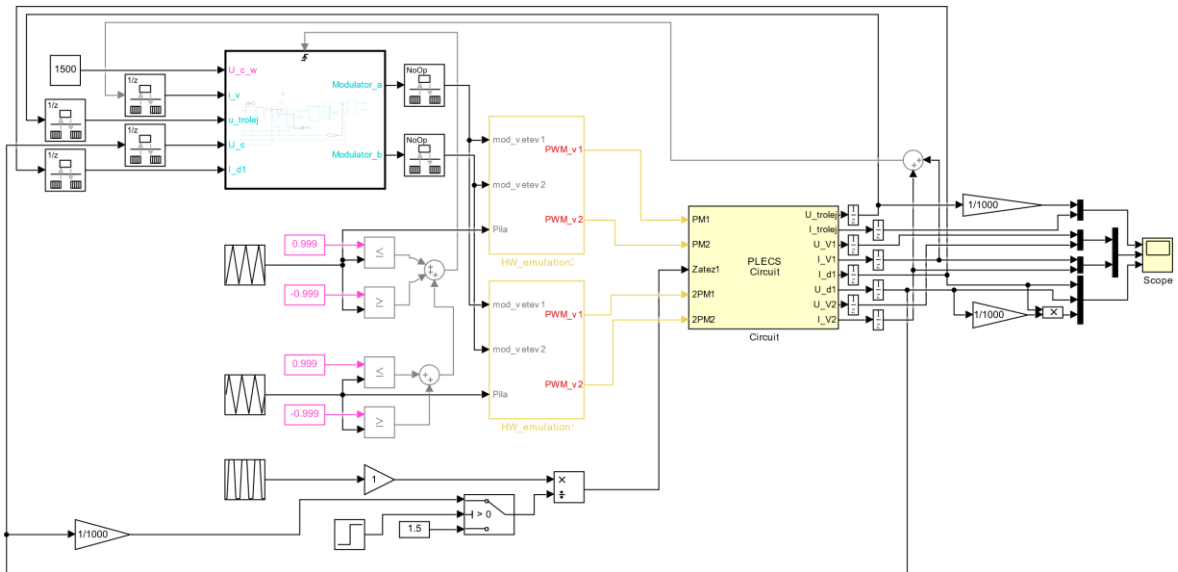 1500
1/z
1/z
1/z
1/z
U_c_w
i_v
u_trolej
U_c
I_d1
Modulator_a
Modulator_b
NoOp
NoOp
mod_vetev1
mod_vetev2
Pila
PWM_v1
PWM_v2
HW_emulation2
0.999
≤
-0.999
≥
mod_vetev1
mod_vetev2
Pila
PWM_v1
PWM_v2
0.999
≤
-0.999
≥
PM1
PM2
Zatez1
2PM1
2PM2
PLECS
Circuit
U_trolej
I_trolej
U_V1
I_V1
I_d1
U_d1
U_V2
I_V2
Circuit
1/1000
1/1000
×
Scope
1
×
÷
> 0
1.5
1/1000